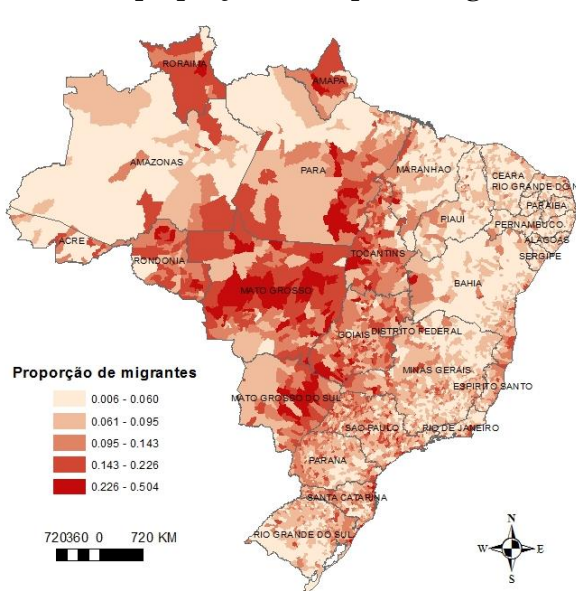 RORAIMA
AMAPA
AMAZONAS
PARA
MARANHAO
CEARA
RIO GRANDE DO
PARAIBA
PIAUI
PERNAMBUCO
ACRE
ALAGOAS
RONDONIA
TOCANTINS
SERGIPE
BAHIA
MATO GROSSO
GOIAIS
DISTRITO FEDERAL
Proporção de migrantes
MINAS GERAIS
ESPIRITO SANTO
MATO GROSSO DO SUL
0.006 - 0.060
0.061 - 0.095
0.095 - 0.143
0.143 - 0.226
0.226 - 0.504
SAO PAULO
RIO DE JANEIRO
PARANA
SANTA CATARINA
RIO GRANDE DO SUL
720360 0 720 KM
N
W E
S